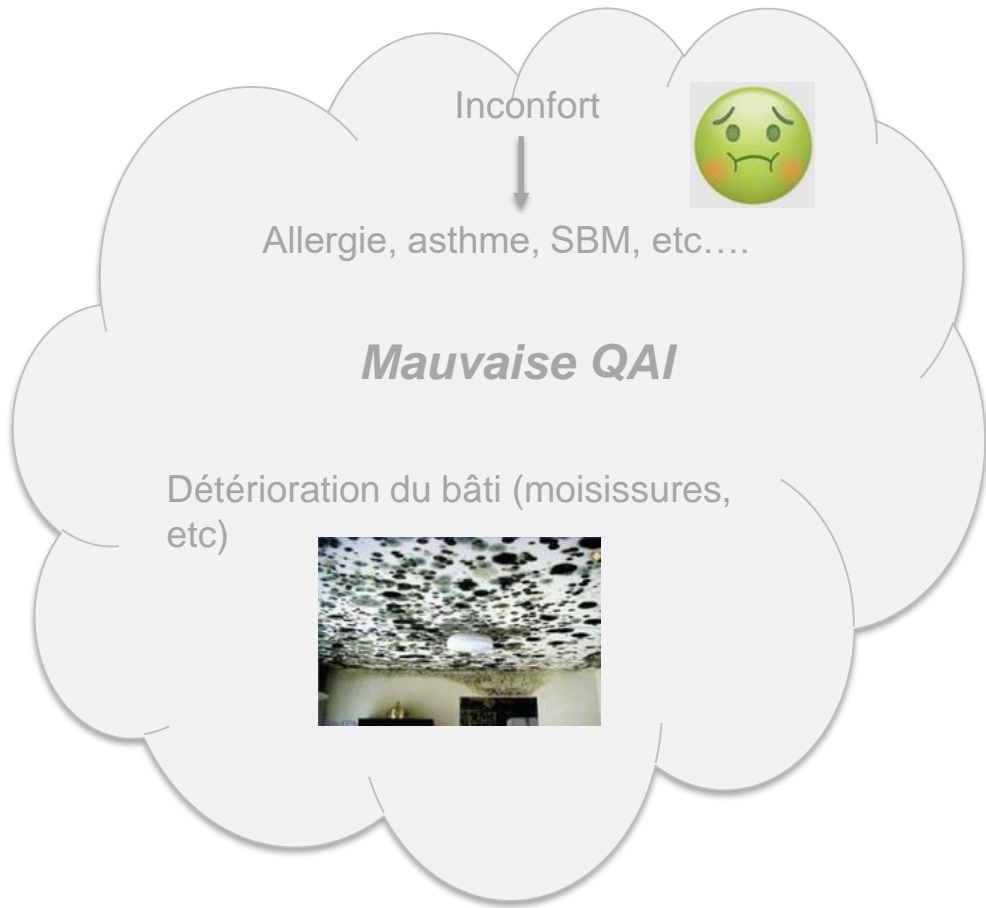 Inconfort
Allergie, asthme, SBM, etc….
Mauvaise QAI
Détérioration du bâti (moisissures,
etc)